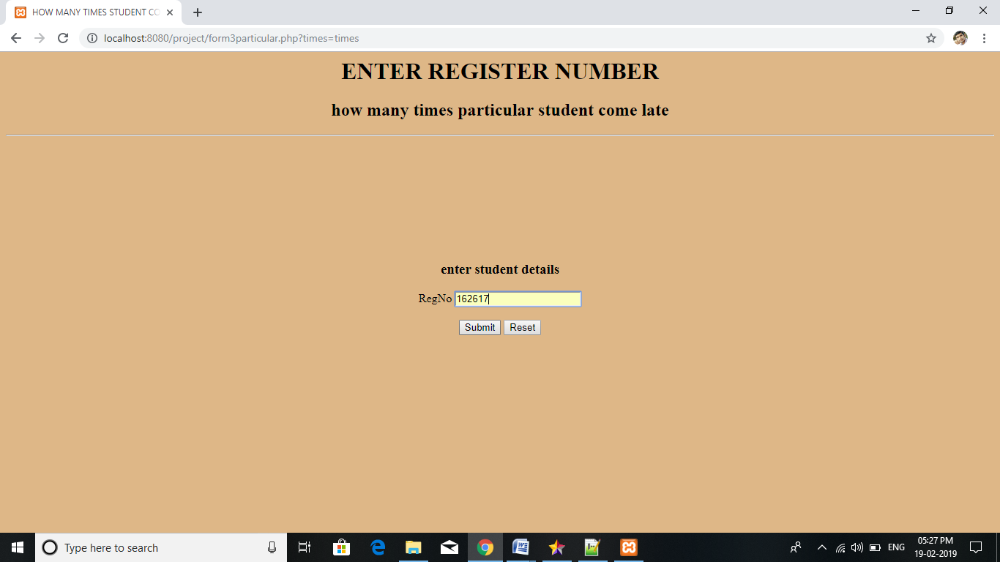 HOW MANY TIMES STUDENT CO
localhost:8080/project/form3particular.php?times=times
ENTER REGISTER NUMBER
how many times particular student come late
enter student details
RegNo 162617
Submit Reset
Type here to search
ENG
05:27 PM
19-02-2019